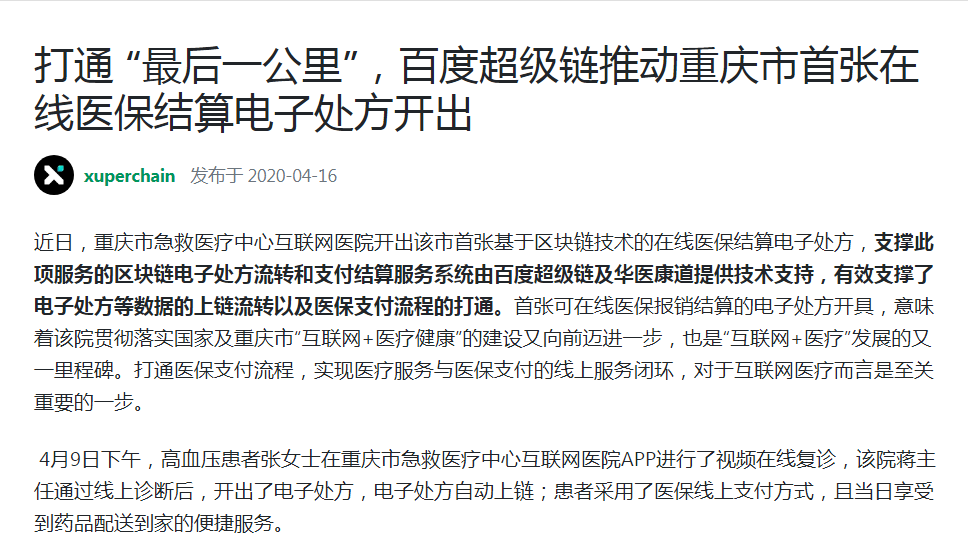 打通 “最后一公里”，百度超级链推动重庆市首张在
线医保结算电子处方开出
xuperchain 发布于 2020-04-16
近日，重庆市急救医疗中心互联网医院开出该市首张基于区块链技术的在线医保结算电子处方，支撑此
项服务的区块链电子处方流转和支付结算服务系统由百度超级链及华医康道提供技术支持，有效支撑了
电子处方等数据的上链流转以及医保支付流程的打通。首张可在线医保报销结算的电子处方开具，意味
着该院贯彻落实国家及重庆市“互联网+医疗健康”的建设又向前迈进一步，也是“互联网+医疗”发展的又
一里程碑。打通医保支付流程，实现医疗服务与医保支付的线上服务闭环，对于互联网医疗而言是至关
重要的一步。
4月9日下午，高血压患者张女士在重庆市急救医疗中心互联网医院APP进行了视频在线复诊，该院蒋主
任通过线上诊断后，开出了电子处方，电子处方自动上链；患者采用了医保线上支付方式，且当日享受
到药品配送到家的便捷服务。